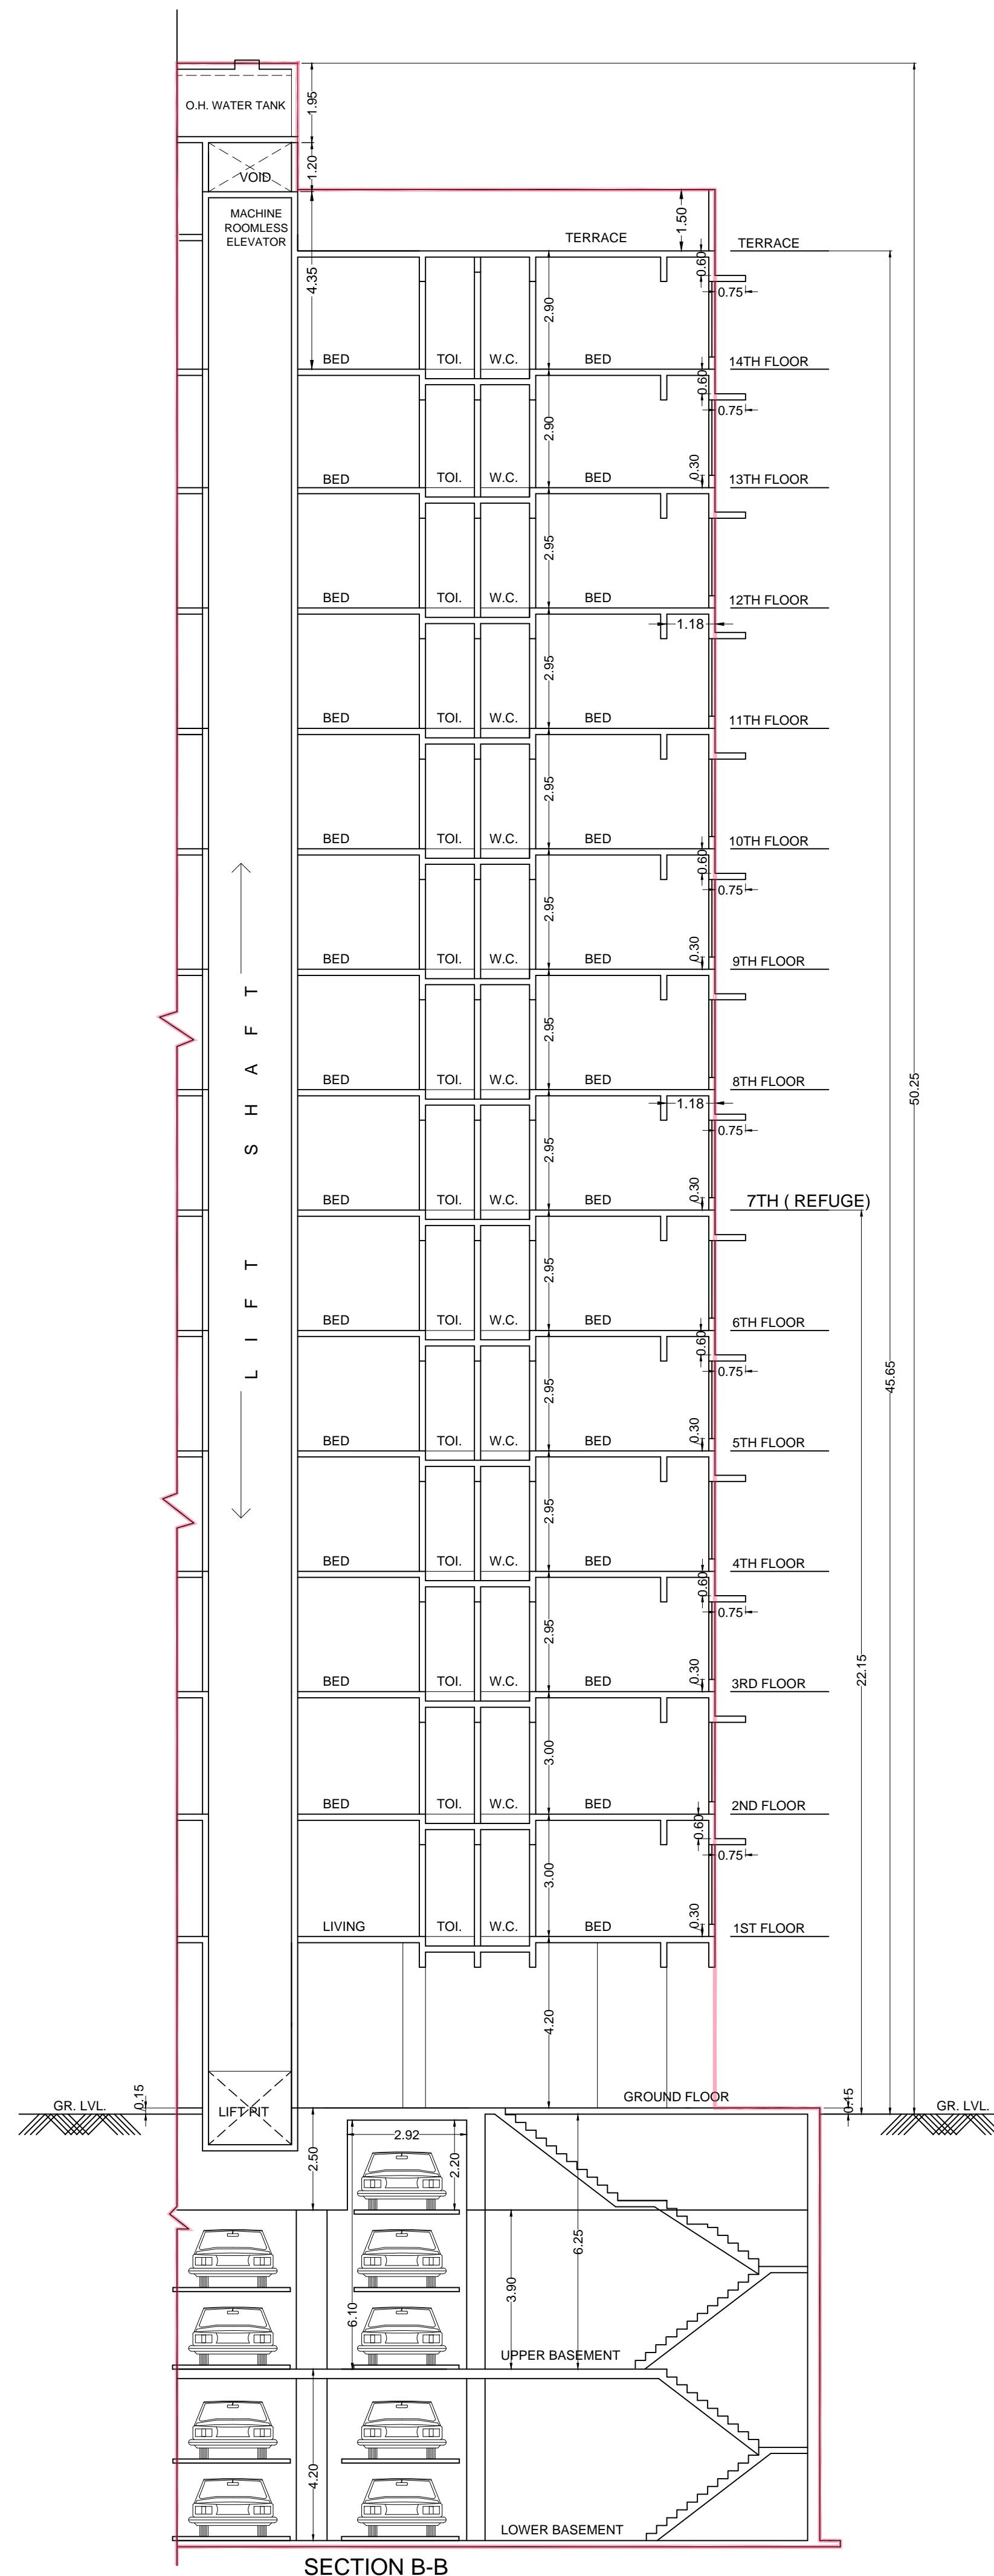 O.H. WATER TANK
1.95
VOID
1.20
MACHINE
ROOMLESS
ELEVATOR
4.35
1.50
TERRACE
TERRACE
0.60
0.75
2.90
BED TOI. W.C. BED
14TH FLOOR
0.60
0.75
2.90
0.30
BED TOI. W.C. BED
13TH FLOOR
2.95
BED TOI. W.C. BED
12TH FLOOR
1.18
2.95
BED TOI. W.C. BED
11TH FLOOR
2.95
BED TOI. W.C. BED
10TH FLOOR
0.60
0.75
2.95
0.30
BED TOI. W.C. BED
9TH FLOOR
2.95
BED TOI. W.C. BED
8TH FLOOR
50.25
1.18
0.75
2.95
0.30
BED TOI. W.C. BED
7TH ( REFUGE)
2.95
BED TOI. W.C. BED
6TH FLOOR
LIFT SHAFT
0.60
0.75
45.65
2.95
0.30
BED TOI. W.C. BED
5TH FLOOR
2.95
BED TOI. W.C. BED
4TH FLOOR
0.60
0.75
2.95
0.30
BED TOI. W.C. BED
3RD FLOOR
22.15
3.00
BED TOI. W.C. BED
2ND FLOOR
0.60
0.75
3.00
0.30
LIVING TOI. W.C. BED
1ST FLOOR
4.20
GROUND FLOOR
GR. LVL.
0.15
LIFT PIT
0.15
GR. LVL.
2.92
2.50
2.20
6.25
3.90
6.10
UPPER BASEMENT
4.20
LOWER BASEMENT
SECTION B-B